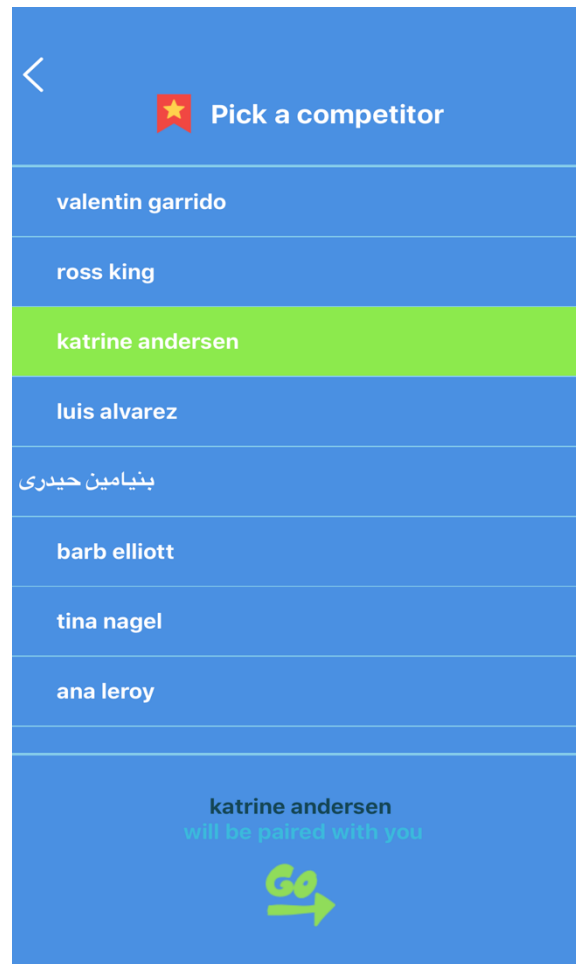 Pick a competitor
valentin garrido
ross king
katrine andersen
luis alvarez
بنیامین حیدری
barb elliott
tina nagel
ana leroy
katrine andersen
will be paired with you
GO